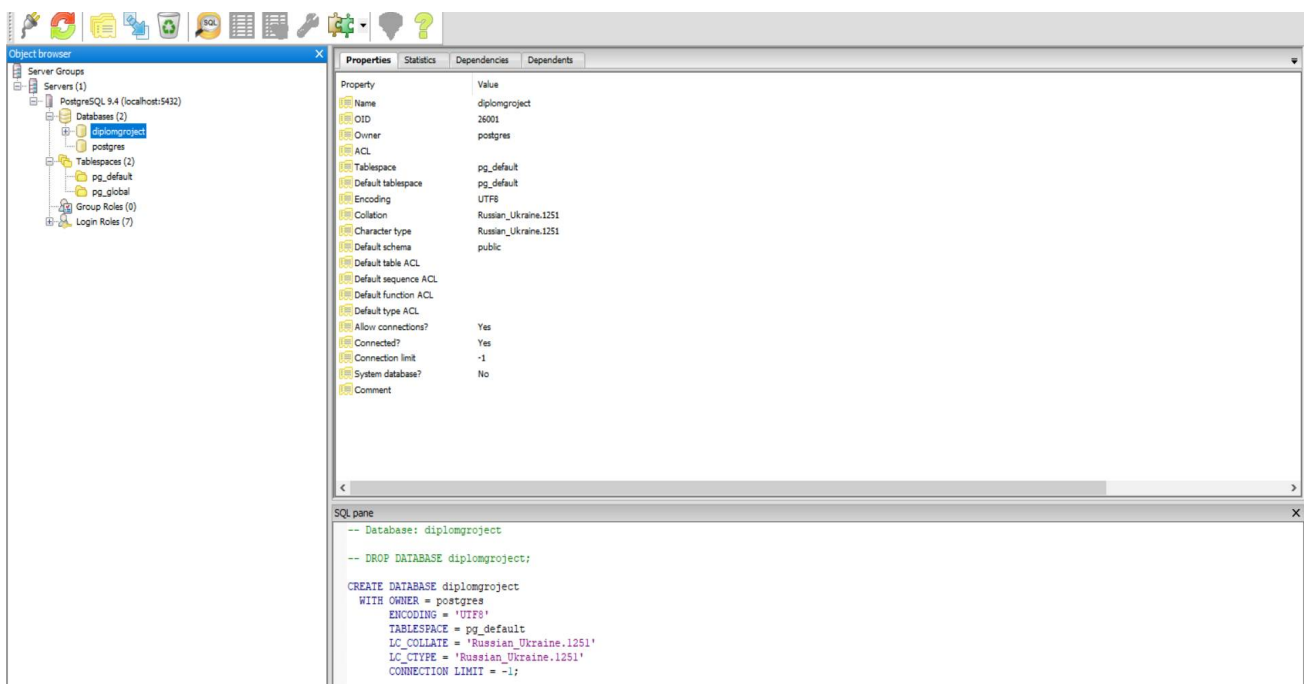 SQL
Object browser X
Server Groups
Servers (1)
PostgreSQL 9.4 (localhost:5432)
Databases (2)
diplomgroject
postgres
Tablespaces (2)
pg_default
pg_global
Group Roles (0)
Login Roles (7)
Properties Statistics Dependencies Dependents
Property Value
Name diplomgroject
OID 26001
Owner postgres
ACL
Tablespace pg_default
Default tablespace pg_default
Encoding UTF8
Collation Russian_Ukraine.1251
Character type Russian_Ukraine.1251
Default schema public
Default table ACL
Default sequence ACL
Default function ACL
Default type ACL
Allow connections? Yes
Connected? Yes
Connection limit -1
System database? No
Comment
SQL pane X
-- Database: diplomgroject
-- DROP DATABASE diplomgroject;
CREATE DATABASE diplomgroject
WITH OWNER = postgres
ENCODING = 'UTF8'
TABLESPACE = pg_default
LC_COLLATE = 'Russian_Ukraine.1251'
LC_CTYPE = 'Russian_Ukraine.1251'
CONNECTION LIMIT = -1;